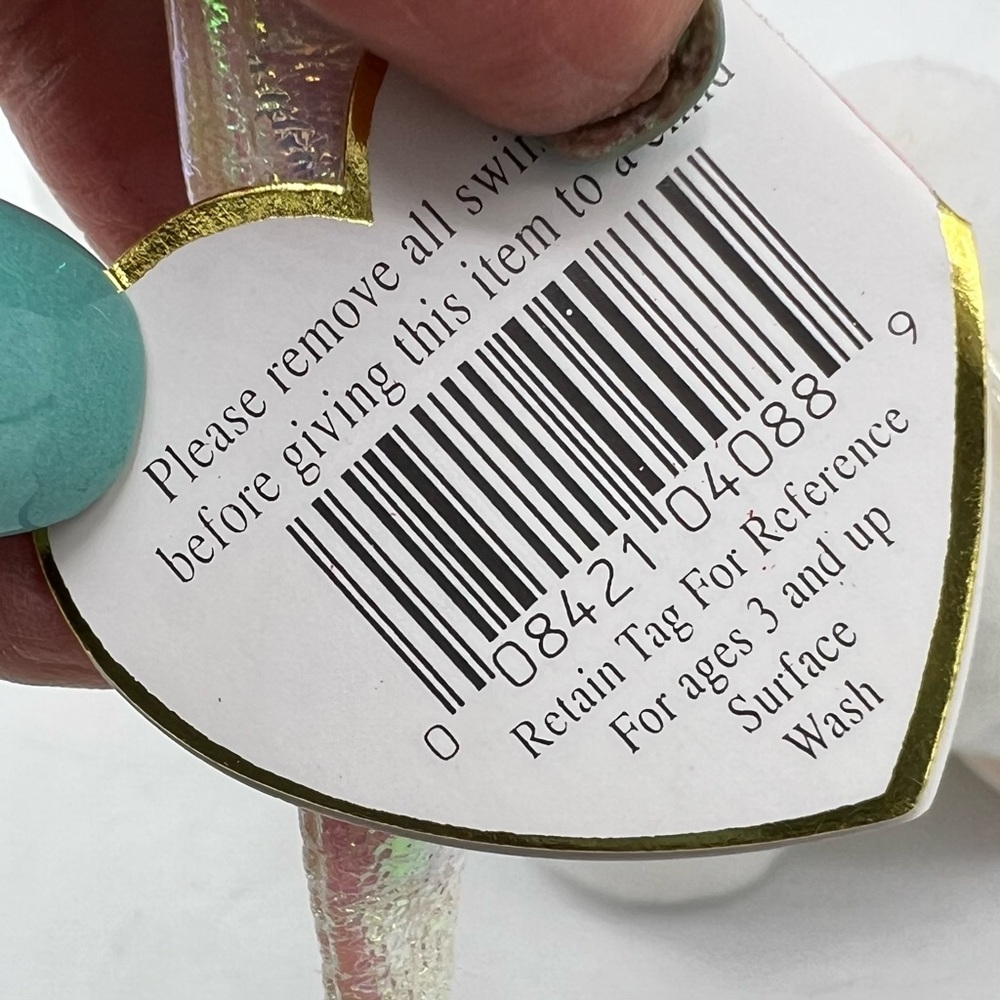 Please remove all
before giving this item to a child
0 08421 04088 9
Retain Tag For Reference
For ages 3 and up
Surface
Wash